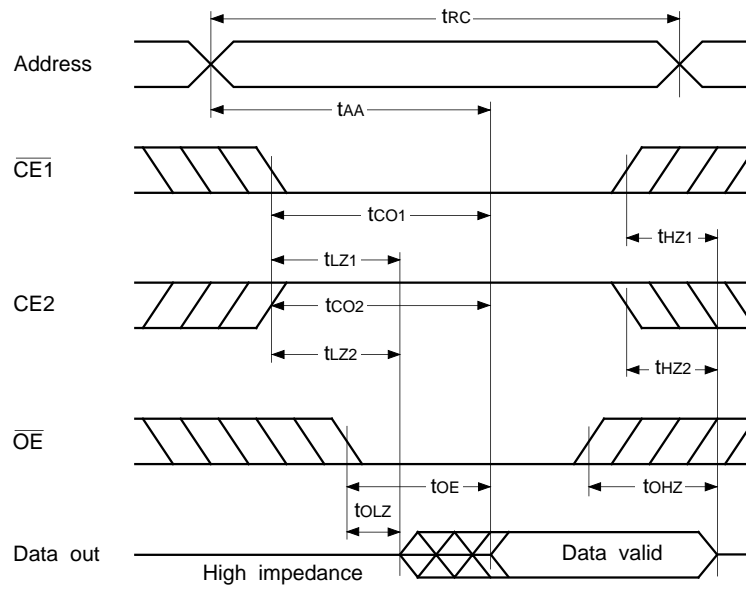 tRC
Address
tAA
CE1
tCO1
tHZ1
tLZ1
CE2
tCO2
tLZ2
tHZ2
OE
tOE
tOHZ
tOLZ
Data out
Data valid
High impedance